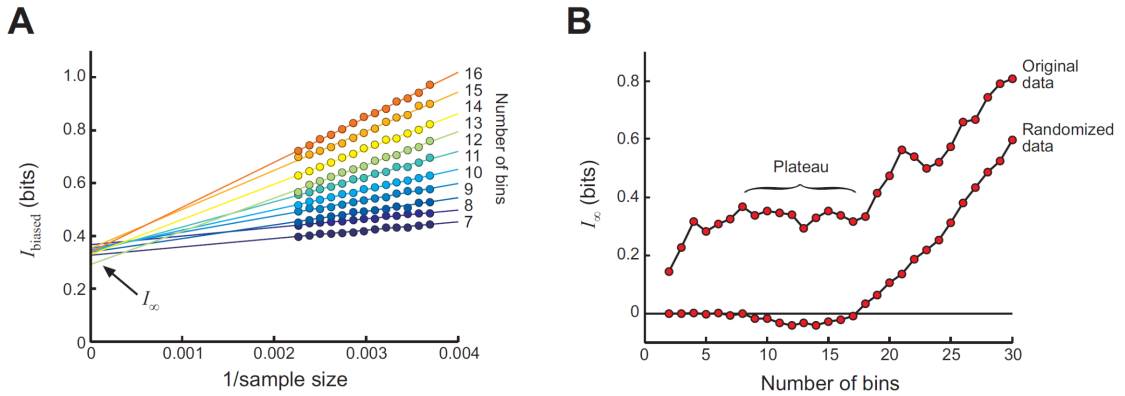 A
I biased (bits)
1.0
0.8
0.6
0.4
0.2
0
I∞
16
15
14
13
12
11
10
9
8
7
Number of bins
0
0.001
0.002
0.003
0.004
1/sample size
B
I∞ (bits)
0.8
0.6
0.4
0.2
0
Plateau
Original
data
Randomized
data
0
5
10
15
20
25
30
Number of bins